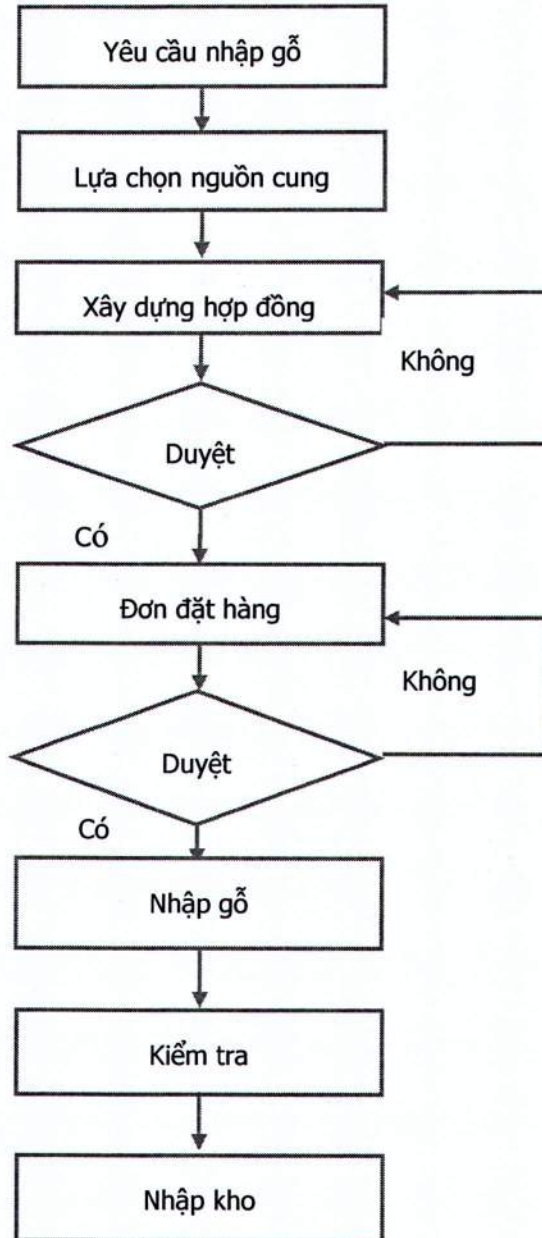 Yêu cầu nhập gỗ
Lựa chọn nguồn cung
Xây dựng hợp đồng
Không
Duyệt
Có
Đơn đặt hàng
Không
Duyệt
Có
Nhập gỗ
Kiểm tra
Nhập kho